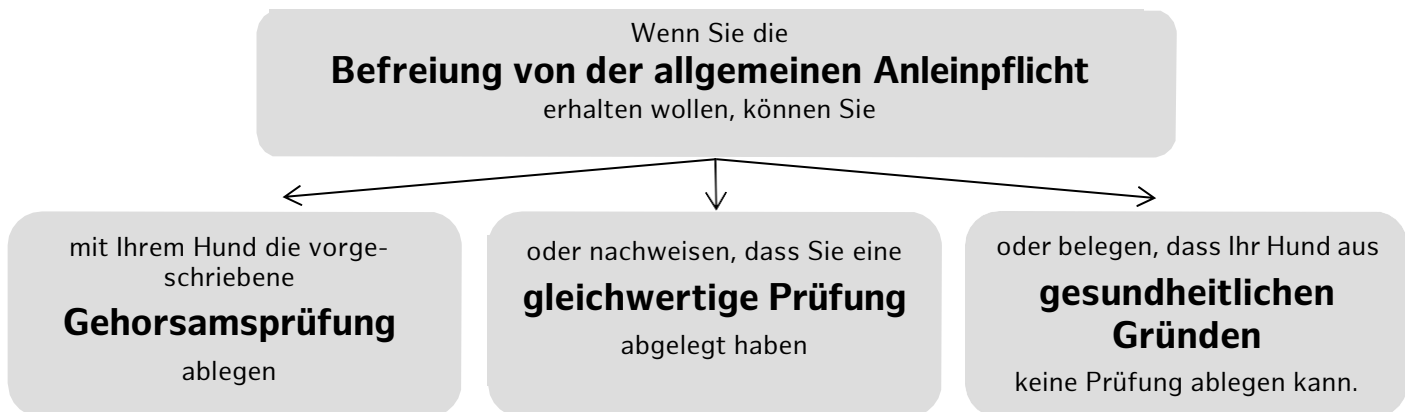 Wenn Sie die
Befreiung von der allgemeinen Anleinpflicht
erhalten wollen, können Sie
mit Ihrem Hund die vorge-
schriebene
Gehorsamsprüfung
ablegen
oder nachweisen, dass Sie eine
gleichwertige Prüfung
abgelegt haben
oder belegen, dass Ihr Hund aus
gesundheitlichen
Gründen
keine Prüfung ablegen kann.